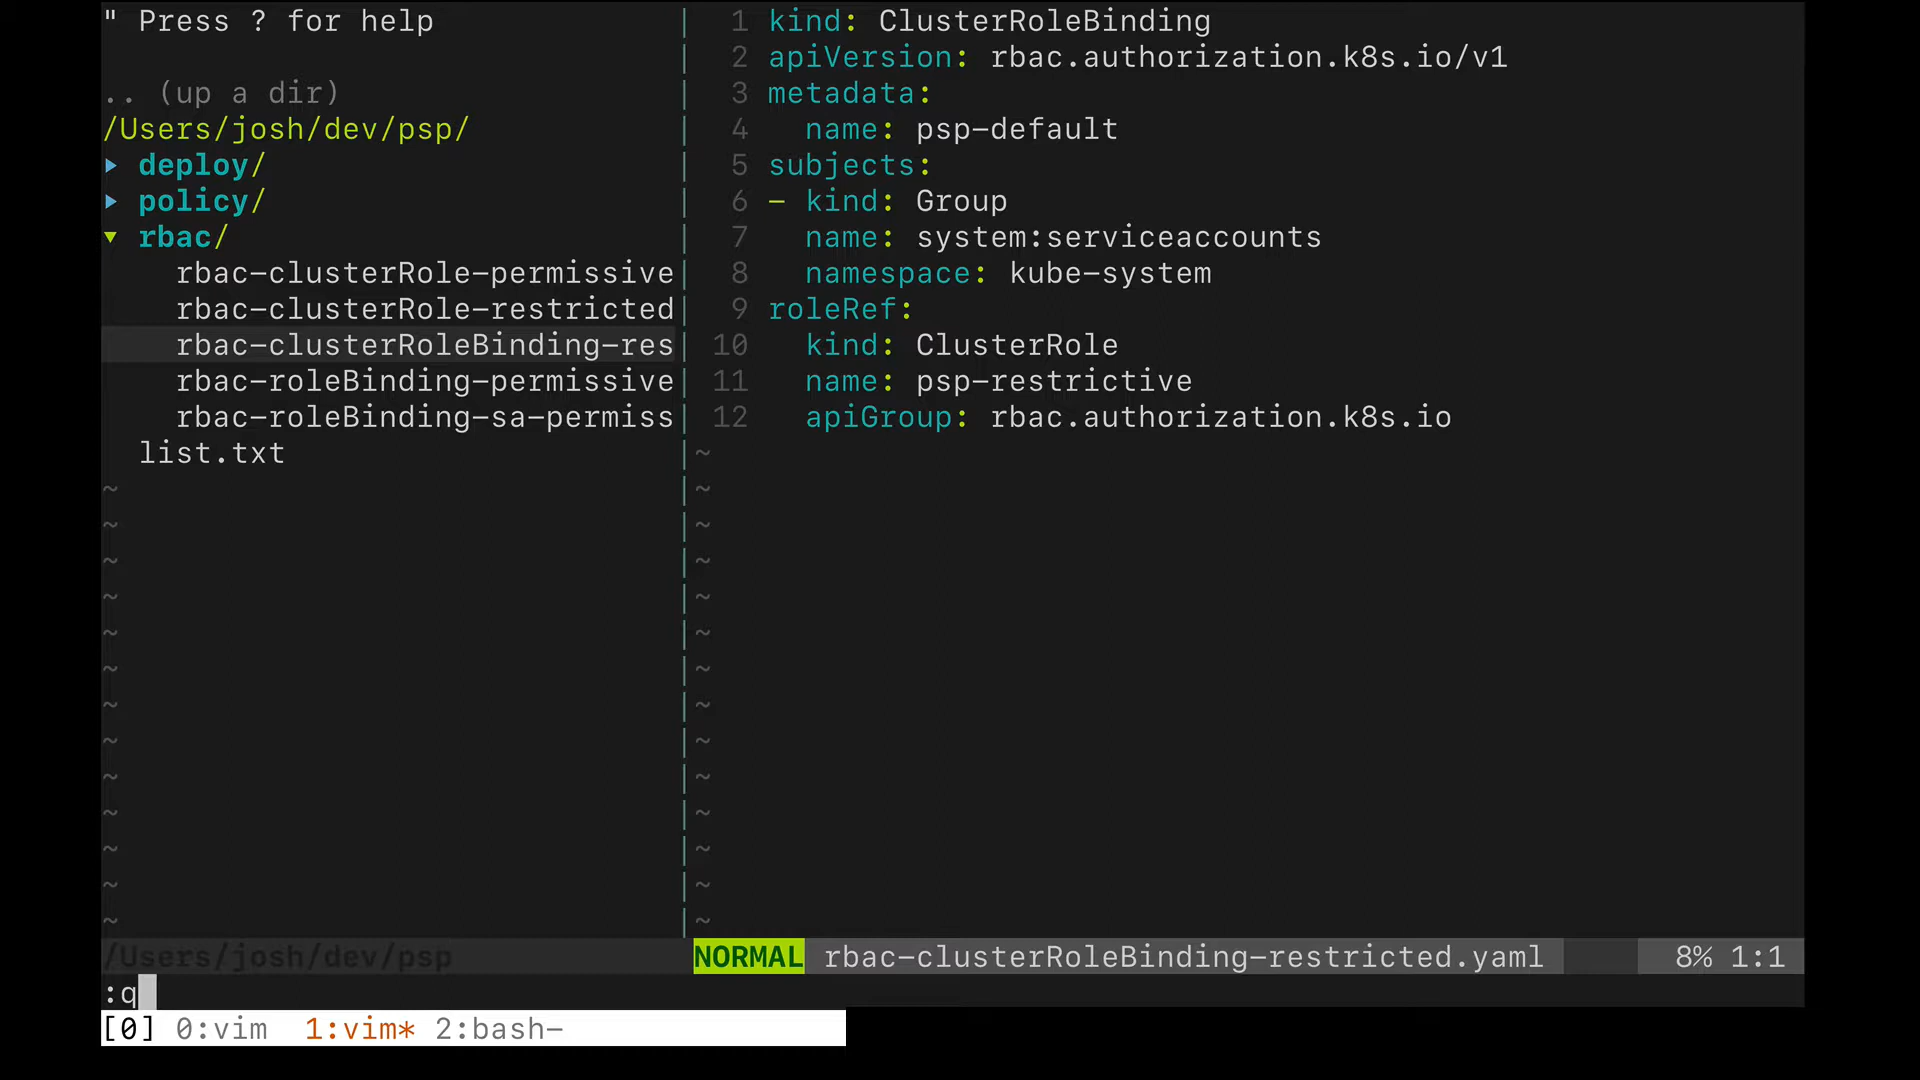 " Press ? for help
.. (up a dir)
/Users/josh/dev/psp/
▸ deploy/
▸ policy/
▾ rbac/
rbac-clusterRole-permissive
rbac-clusterRole-restricted
rbac-clusterRoleBinding-res
rbac-roleBinding-permissive
rbac-roleBinding-sa-permiss
list.txt
~
~
~
~
~
~
~
~
~
~
~
~
~
/Users/josh/dev/psp
1 kind: ClusterRoleBinding
2 apiVersion: rbac.authorization.k8s.io/v1
3 metadata:
4   name: psp-default
5 subjects:
6 - kind: Group
7   name: system:serviceaccounts
8   namespace: kube-system
9 roleRef:
10   kind: ClusterRole
11   name: psp-restrictive
12   apiGroup: rbac.authorization.k8s.io
~
~
~
~
~
~
~
~
~
~
~
~
~
~
NORMAL rbac-clusterRoleBinding-restricted.yaml 8% 1:1
:q
[0] 0:vim 1:vim* 2:bash-